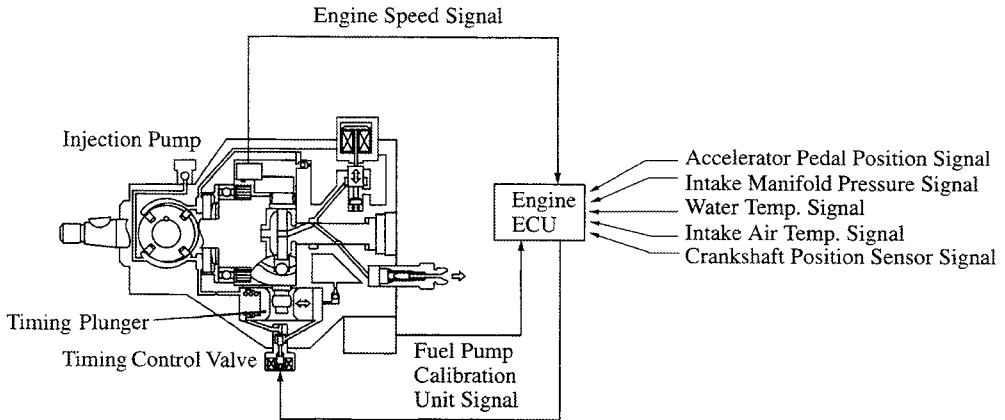 Engine Speed Signal
Injection Pump
Accelerator Pedal Position Signal
Intake Manifold Pressure Signal
Water Temp. Signal
Intake Air Temp. Signal
Crankshaft Position Sensor Signal
Engine
ECU
Timing Plunger
Timing Control Valve
Fuel Pump
Calibration
Unit Signal